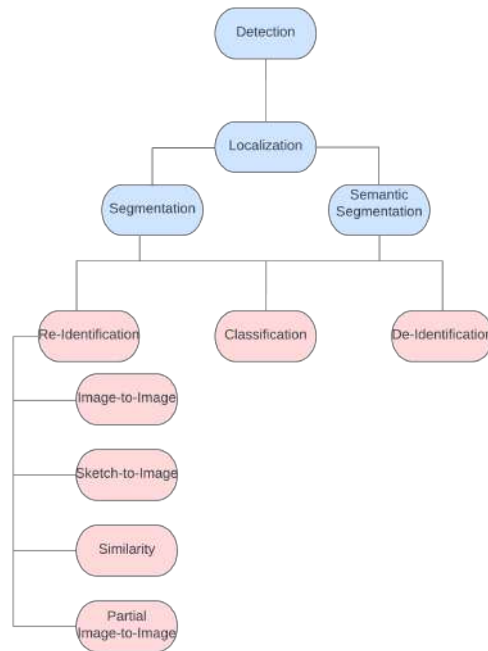 Detection
Localization
Segmentation
Semantic
Segmentation
Re-Identification
Classification
De-Identification
Image-to-Image
Sketch-to-Image
Similarity
Partial
Image-to-Image